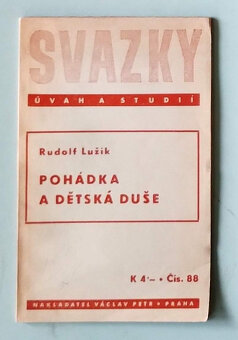 SVAZKY
ÚVAH A STUDIÍ
Rudolf Lužík
POHÁDKA
A DĚTSKÁ DUŠE
K 4·– • Čís. 88
NAKLADATEL VÁCLAV PETR • PRAHA